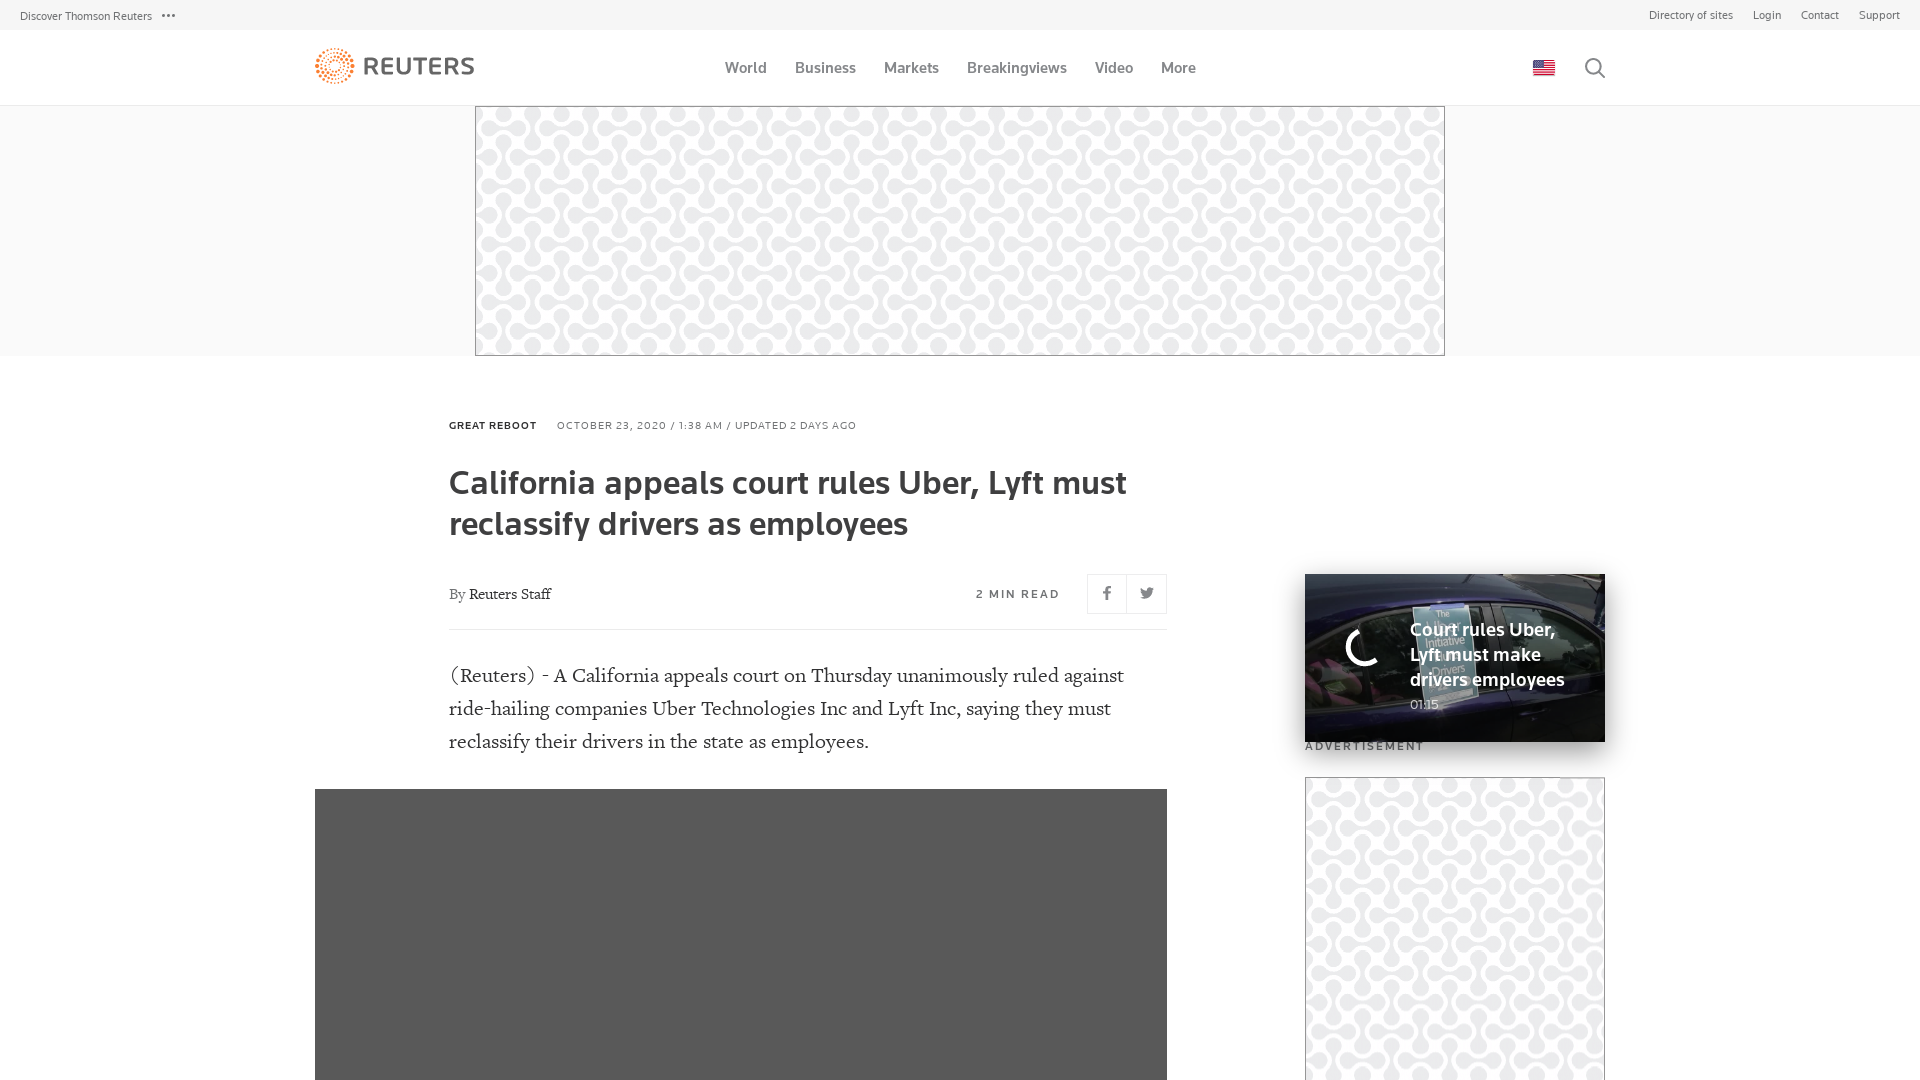 Discover Thomson Reuters
Directory of sites Login Contact Support
REUTERS
World Business Markets Breakingviews Video More
GREAT REBOOT OCTOBER 23, 2020 / 1:38 AM / UPDATED 2 DAYS AGO
California appeals court rules Uber, Lyft must
reclassify drivers as employees
By Reuters Staff
2 MIN READ
(Reuters) - A California appeals court on Thursday unanimously ruled against
ride-hailing companies Uber Technologies Inc and Lyft Inc, saying they must
reclassify their drivers in the state as employees.
The
Uber
Initiative
Drivers
Court rules Uber,
Lyft must make
drivers employees
01:15
ADVERTISEMENT